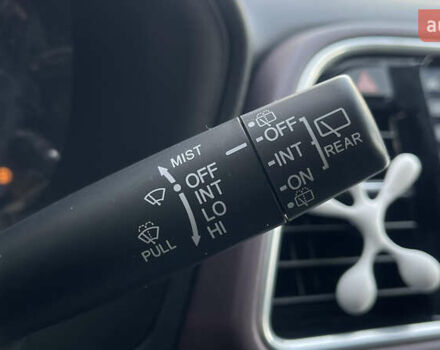 MIST
OFF
INT
LO
HI
PULL
OFF
INT
ON
REAR